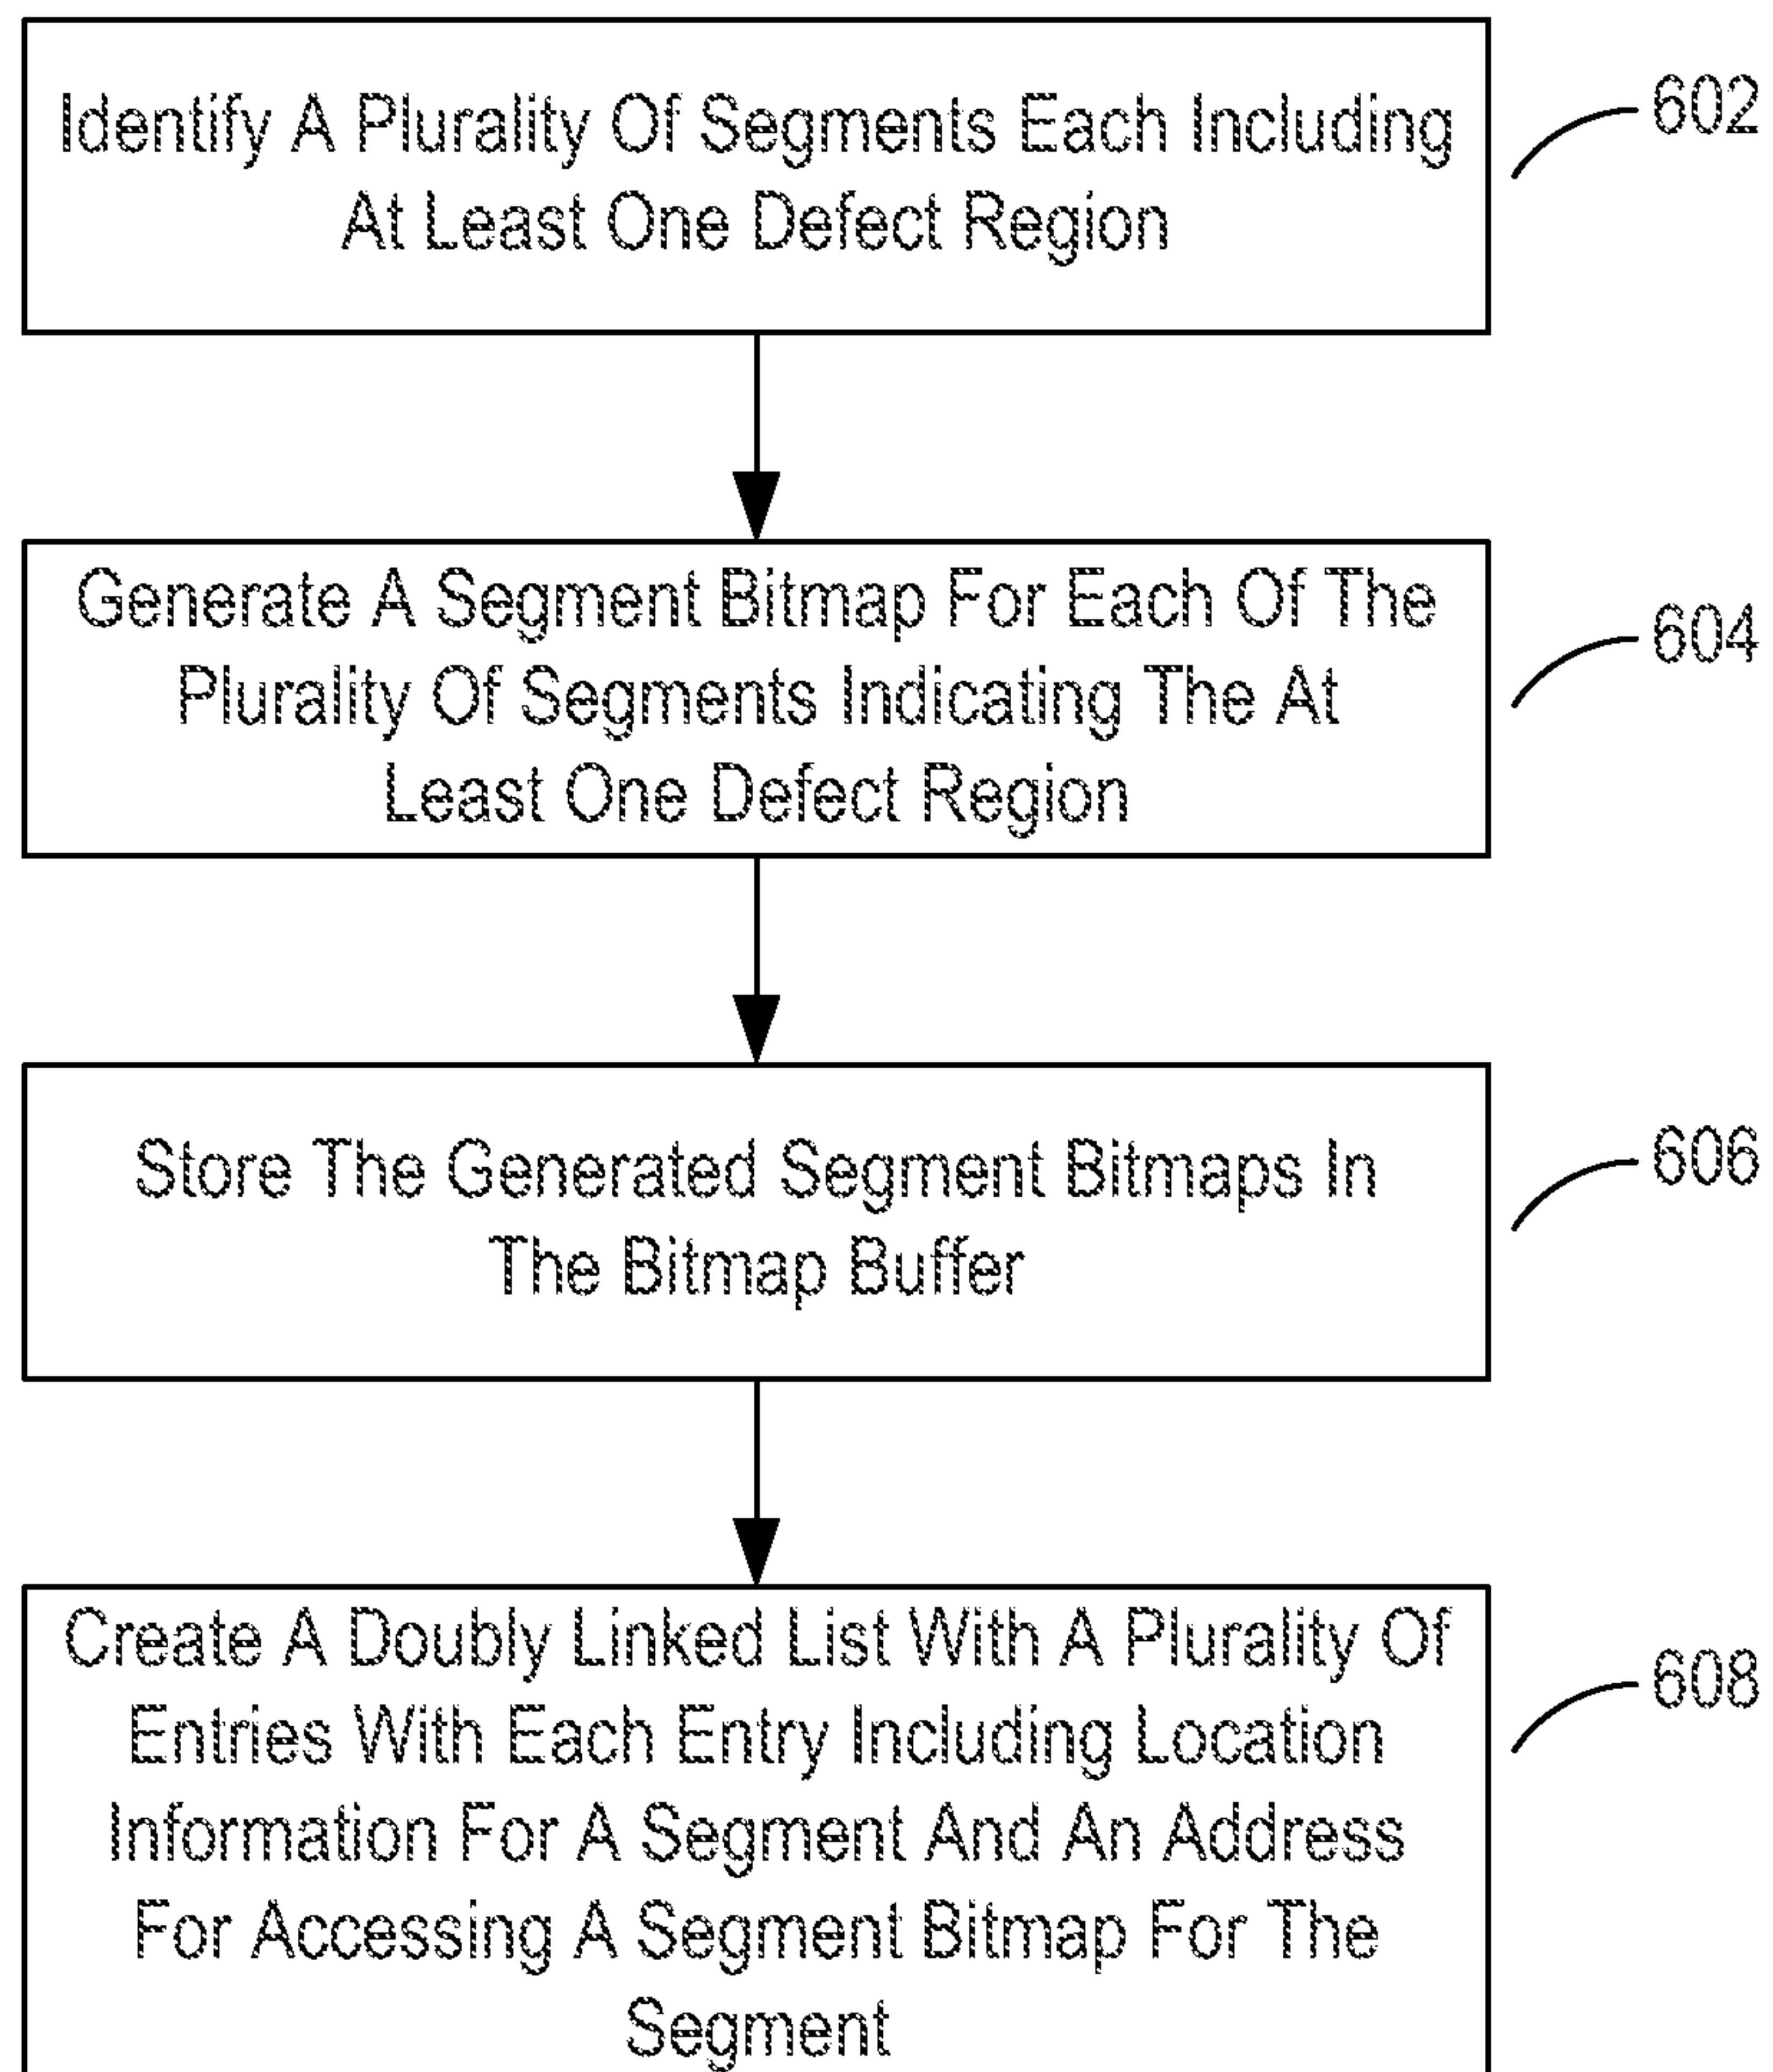 Identify A Plurality Of Segments Each Including
At Least One Defect Region
602
Generate A Segment Bitmap For Each Of The
Plurality Of Segments Indicating The At
Least One Defect Region
604
Store The Generated Segment Bitmaps In
The Bitmap Buffer
606
Create A Doubly Linked List With A Plurality Of
Entries With Each Entry Including Location
Information For A Segment And An Address
For Accessing A Segment Bitmap For The
Segment
608